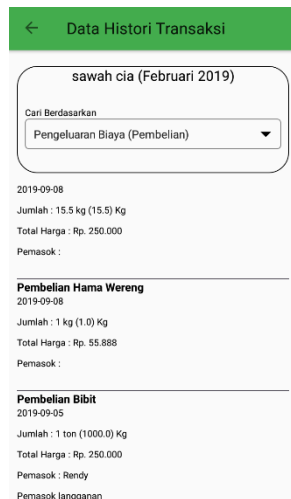 Data Histori Transaksi
sawah cia (Februari 2019)
Cari Berdasarkan
Pengeluaran Biaya (Pembelian)
2019-09-08
Jumlah : 15.5 kg (15.5) Kg
Total Harga : Rp. 250.000
Pemasok :
Pembelian Hama Wereng
2019-09-08
Jumlah : 1 kg (1.0) Kg
Total Harga : Rp. 55.888
Pemasok :
Pembelian Bibit
2019-09-05
Jumlah : 1 ton (1000.0) Kg
Total Harga : Rp. 250.000
Pemasok : Rendy
Pemasok langganan